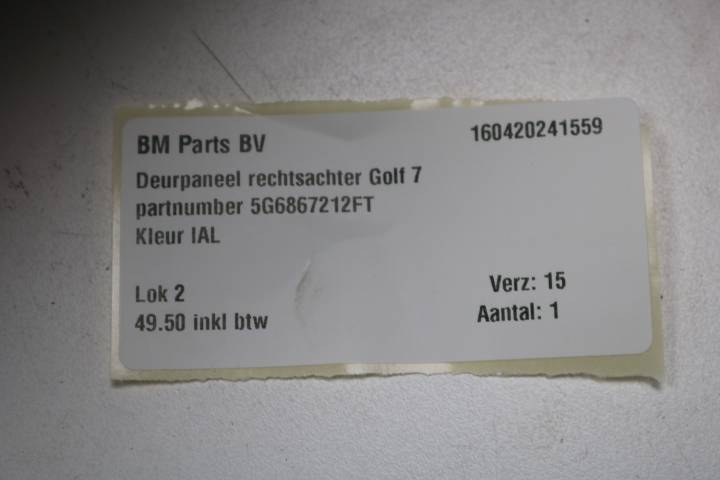 BM Parts BV 160420241559
Deurpaneel rechtsachter Golf 7
partnumber 5G6867212FT
Kleur IAL
Lok 2 Verz: 15
49.50 inkl btw Aantal: 1